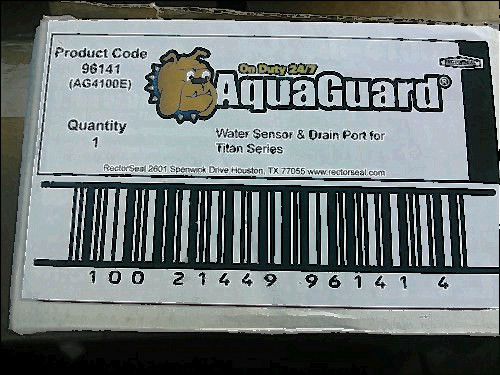 Product Code
96141
(AG4100E)
Quantity
1
On Duty 24/7
AquaGuard®
Water Sensor & Drain Port for
Titan Series
RectorSeal 2601 Spenwick Drive Houston, TX 77055 www.rectorseal.com
100 21449 96141 4